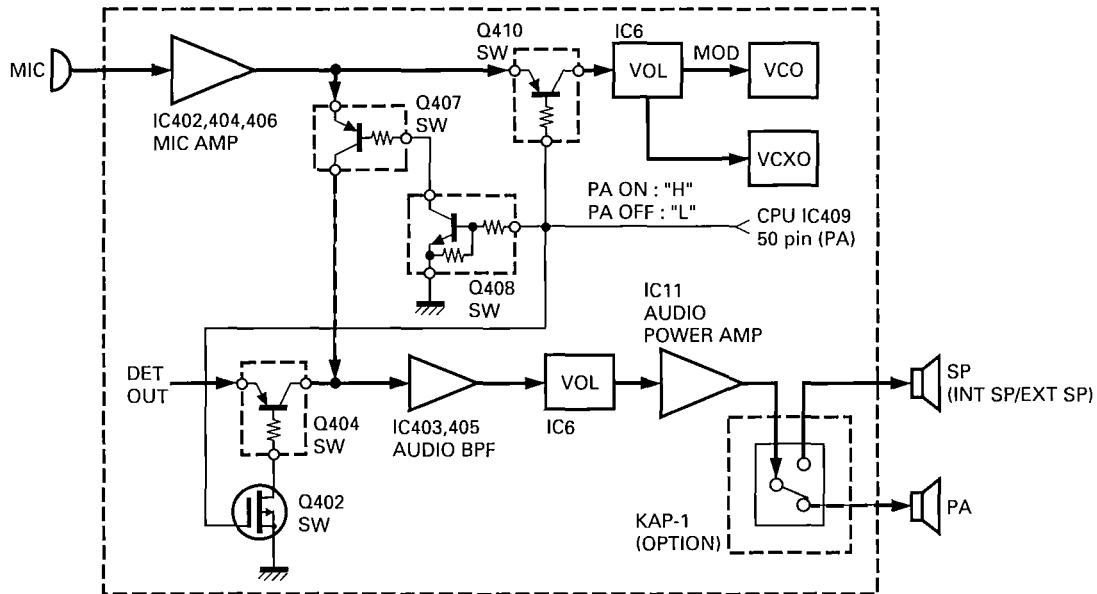 MIC
IC402,404,406
MIC AMP
Q407
SW
Q410
SW
IC6
VOL
MOD
VCO
VCXO
PA ON : "H"
PA OFF : "L"
CPU IC409
50 pin (PA)
Q408
SW
DET
OUT
Q404
SW
Q402
SW
IC403,405
AUDIO BPF
VOL
IC6
IC11
AUDIO
POWER AMP
KAP-1
(OPTION)
SP
(INT SP/EXT SP)
PA